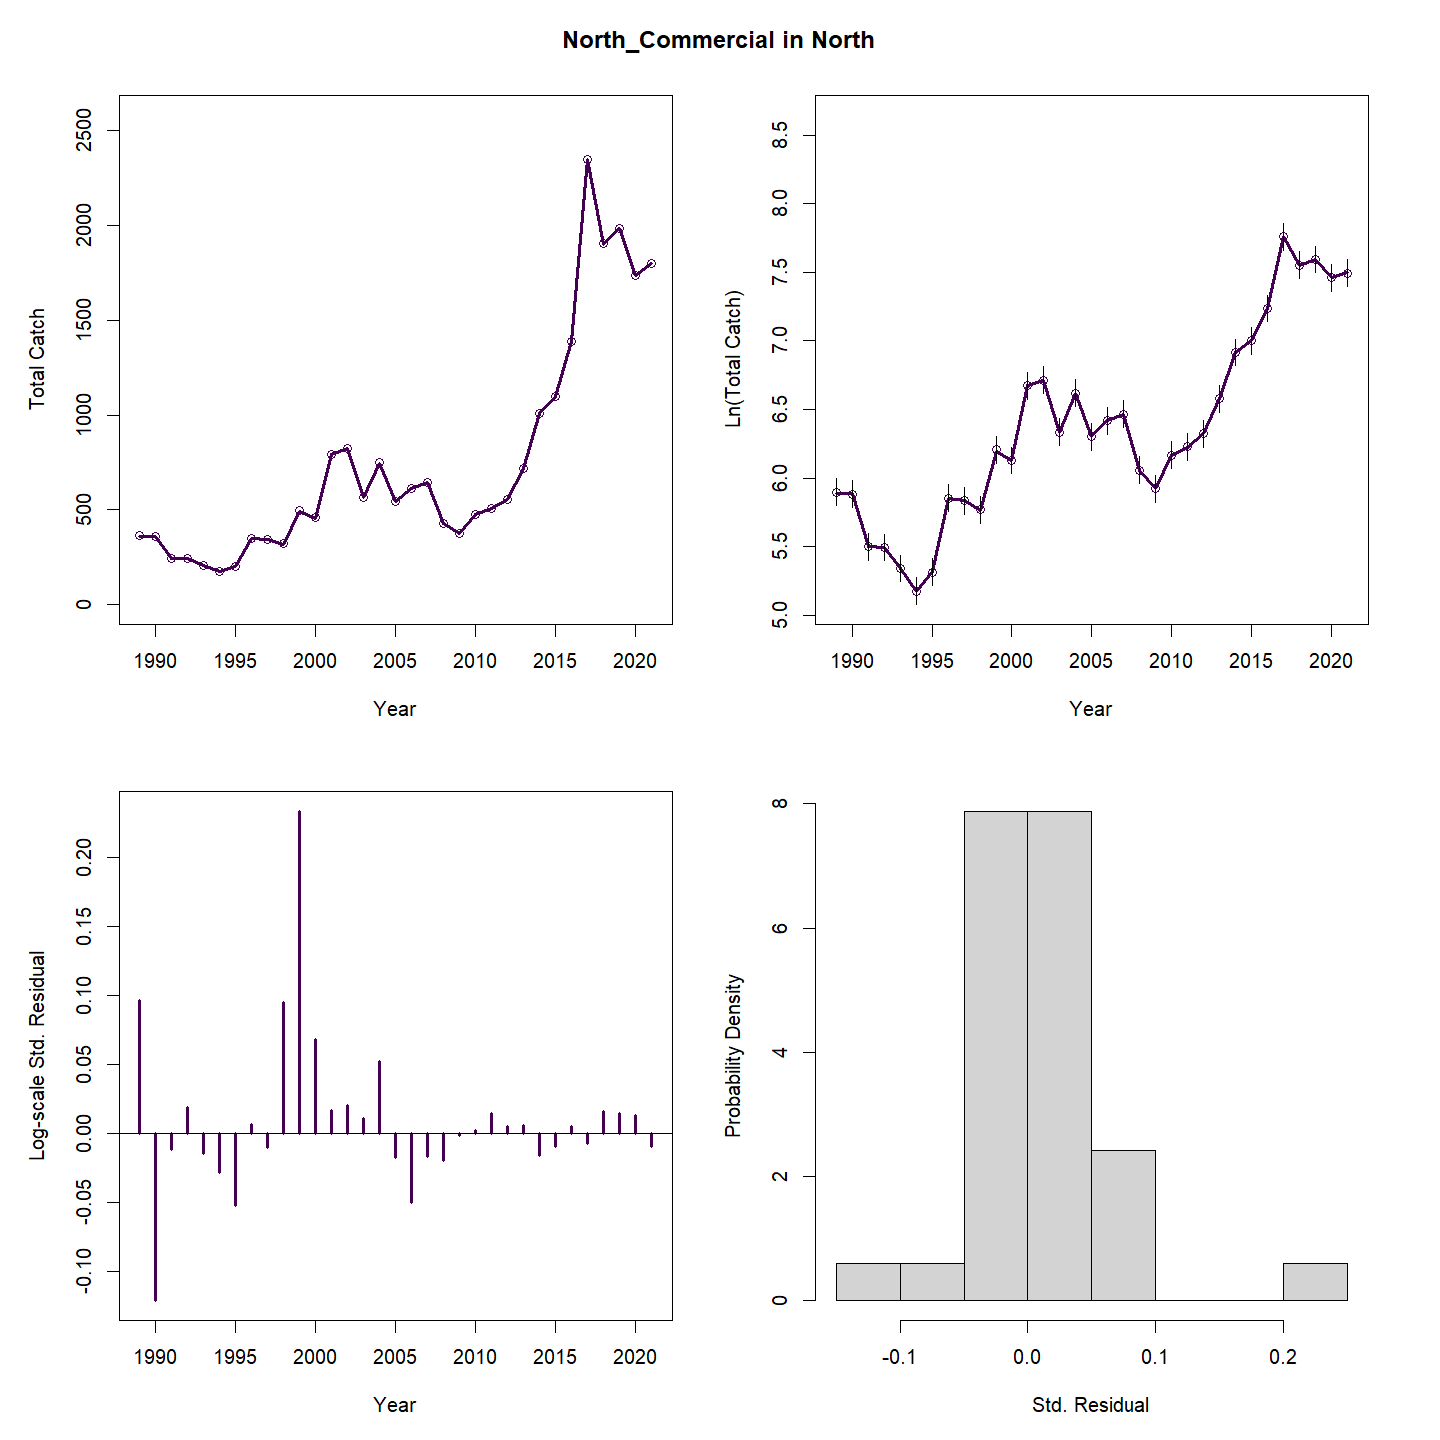 North_Commercial in North
Total Catch
2500
2000
1500
1000
500
0
1990 1995 2000 2005 2010 2015 2020
Year
Ln(Total Catch)
8.5
8.0
7.5
7.0
6.5
6.0
5.5
5.0
1990 1995 2000 2005 2010 2015 2020
Year
Log-scale Std. Residual
0.20
0.15
0.10
0.05
0.00
-0.05
-0.10
1990 1995 2000 2005 2010 2015 2020
Year
Probability Density
8
6
4
2
0
-0.1 0.0 0.1 0.2
Std. Residual